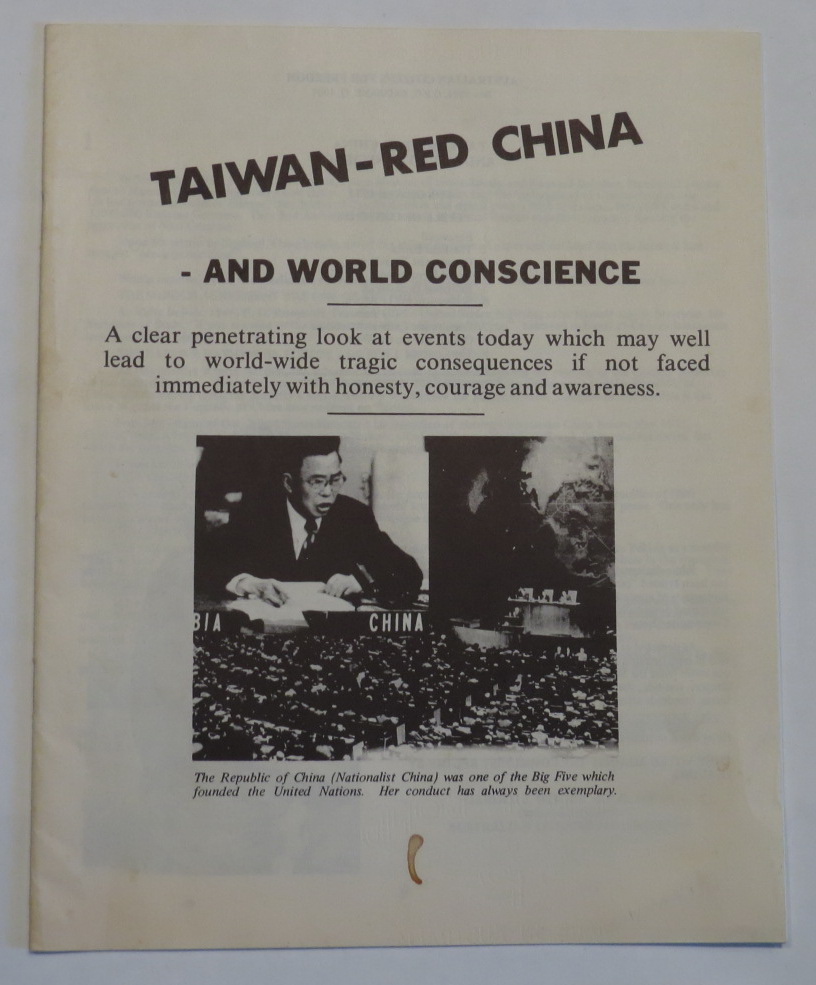 TAIWAN-RED CHINA
- AND WORLD CONSCIENCE
A clear penetrating look at events today which may well
lead to world-wide tragic consequences if not faced
immediately with honesty, courage and awareness.
BIA
CHINA
The Republic of China (Nationalist China) was one of the Big Five which
founded the United Nations. Her conduct has always been exemplary.